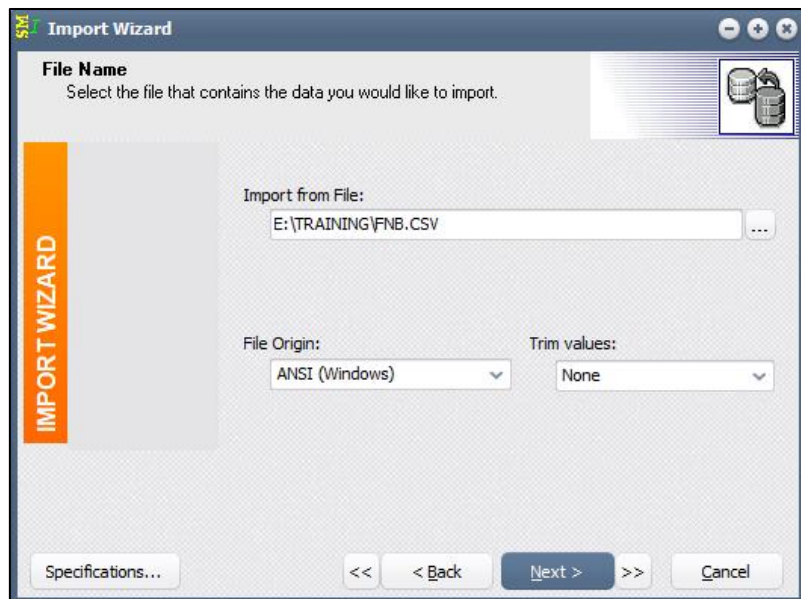 SMI Import Wizard
File Name
Select the file that contains the data you would like to import.
IMPORT WIZARD
Import from File:
E:\TRAINING\FNB.CSV
...
File Origin: Trim values:
ANSI (Windows) None
Specifications... << < Back Next > >> Cancel